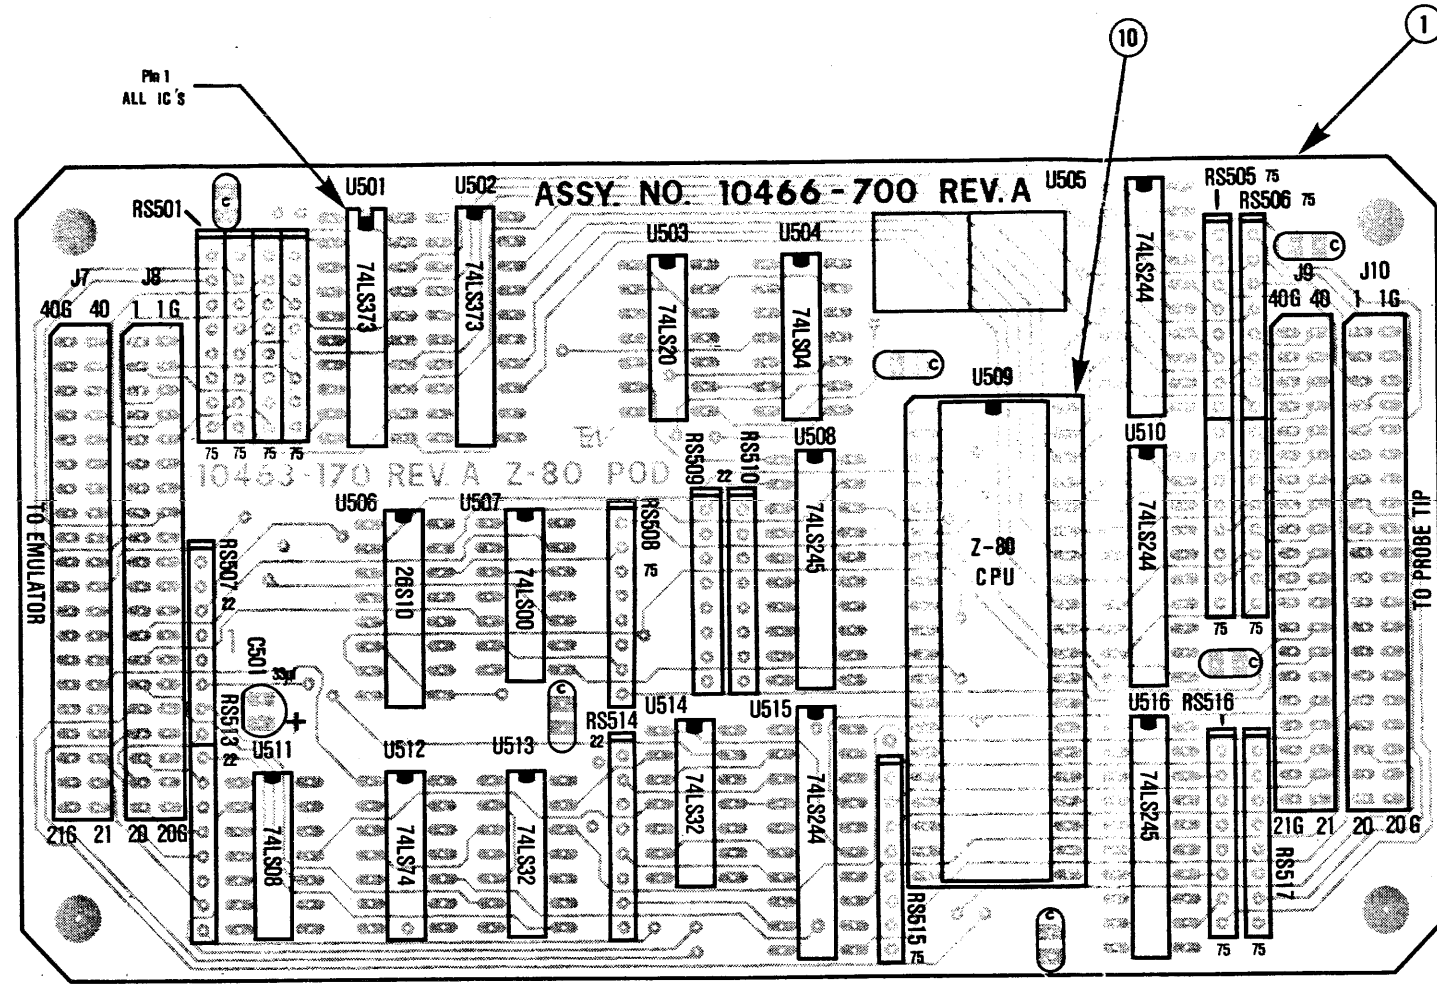 1
10
Pin 1
ALL IC'S
ASSY. NO. 10466-700 REV. A
U501
U502
U503
U504
U505
RS501
RS505 75
RS506 75
C
C
J7
J8
J9
J10
40G 40
1 1G
40G 40
1 1G
74LS373
74LS373
74LS20
74LS04
74LS244
C
U509
75 75 75 75
10463-170 REV. A Z-80 POD
RS509
22
RS510
U508
U510
U506
U507
RS508
75
TO EMULATOR
TO PROBE TIP
RS507
22
26S10
74LS00
74LS245
Z-80
CPU
74LS244
75
75
C501
33µf
+
RS513
22
C
C
U511
U512
U513
RS514
22
U514
U515
U516
RS516
74LS08
74LS74
74LS32
74LS32
74LS244
74LS245
21G 21
20 20G
21G 21
20 20G
RS515
75
RS517
C
75
75